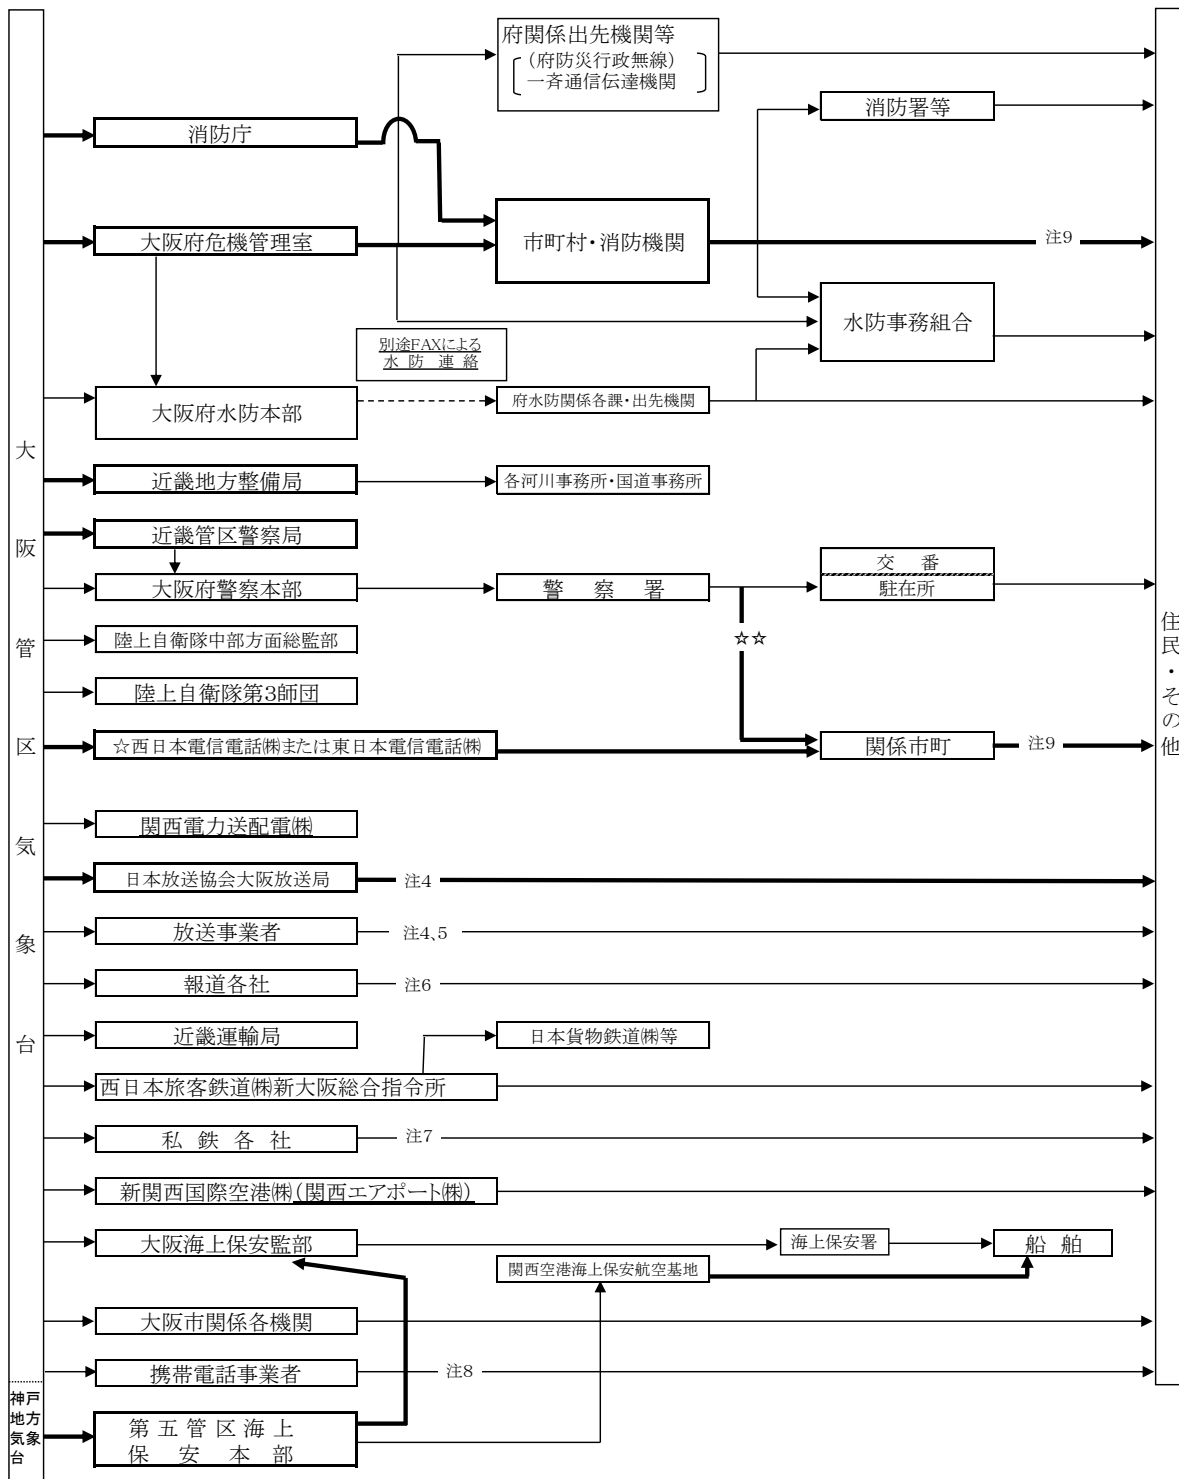 府関係出先機関等
（府防災行政無線）
一斉通信伝達機関
消防署等
消防庁
大阪府危機管理室
市町村・消防機関
注9
水防事務組合
別途FAXによる
水 防 連 絡
大阪府水防本部
府水防関係各課・出先機関
近畿地方整備局
各河川事務所・国道事務所
近畿管区警察局
大阪府警察本部
警 察 署
交 番
駐在所
☆☆
陸上自衛隊中部方面総監部
陸上自衛隊第3師団
☆西日本電信電話㈱または東日本電信電話㈱
関係市町
注9
関西電力送配電㈱
日本放送協会大阪放送局
注4
放送事業者
注4、5
報道各社
注6
近畿運輸局
日本貨物鉄道㈱等
西日本旅客鉄道㈱新大阪総合指令所
私 鉄 各 社
注7
新関西国際空港㈱（関西エアポート㈱）
大阪海上保安監部
海上保安署
船 舶
関西空港海上保安航空基地
大阪市関係各機関
携帯電話事業者
注8
第 五 管 区 海 上
保 安 本 部
大阪管区気象台
神戸
地方
気象
台
住民・その他